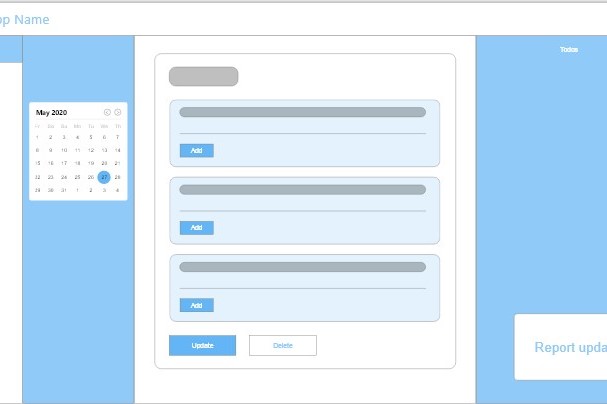 pp Name
Todos
May 2020
Fr Sa Su Mo Tu We Th
1 2 3 4 5 6 7
8 9 10 11 12 13 14
15 16 17 18 19 20 21
22 23 24 25 26 27 28
29 30 31 1 2 3 4
Add
Add
Add
Update Delete
Report upda